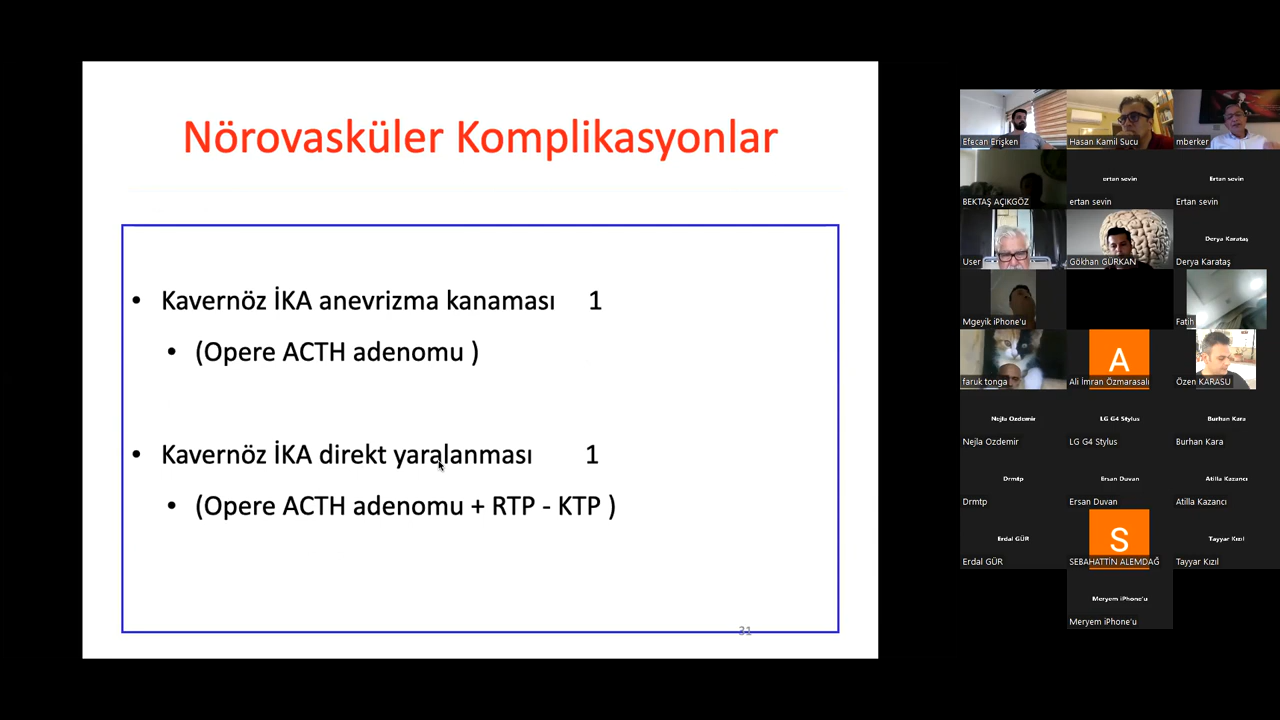 Nörovasküler Komplikasyonlar
• Kavernöz İKA anevrizma kanaması 1
• (Opere ACTH adenomu )
• Kavernöz İKA direkt yaralanması 1
• (Opere ACTH adenomu + RTP - KTP )
31
Efecan Erişken
Hasan Kamil Sucu
mberker
BEKTAŞ AÇIKGÖZ
ertan sevin
ertan sevin
Ertan sevin
Ertan sevin
User
Gökhan GÜRKAN
Derya Karataş
Derya Karataş
Mgeyik iPhone'u
Fatih
faruk tonga
A
Ali İmran Özmarasalı
Özen KARASU
Nejla Ozdemir
Nejla Ozdemir
LG G4 Stylus
LG G4 Stylus
Burhan Kara
Burhan Kara
Drmtp
Drmtp
Ersan Duvan
Ersan Duvan
Atilla Kazancı
Atilla Kazancı
Erdal GÜR
Erdal GÜR
S
SEBAHATTİN ALEMDAĞ
Tayyar Kızıl
Tayyar Kızıl
Meryem iPhone'u
Meryem iPhone'u